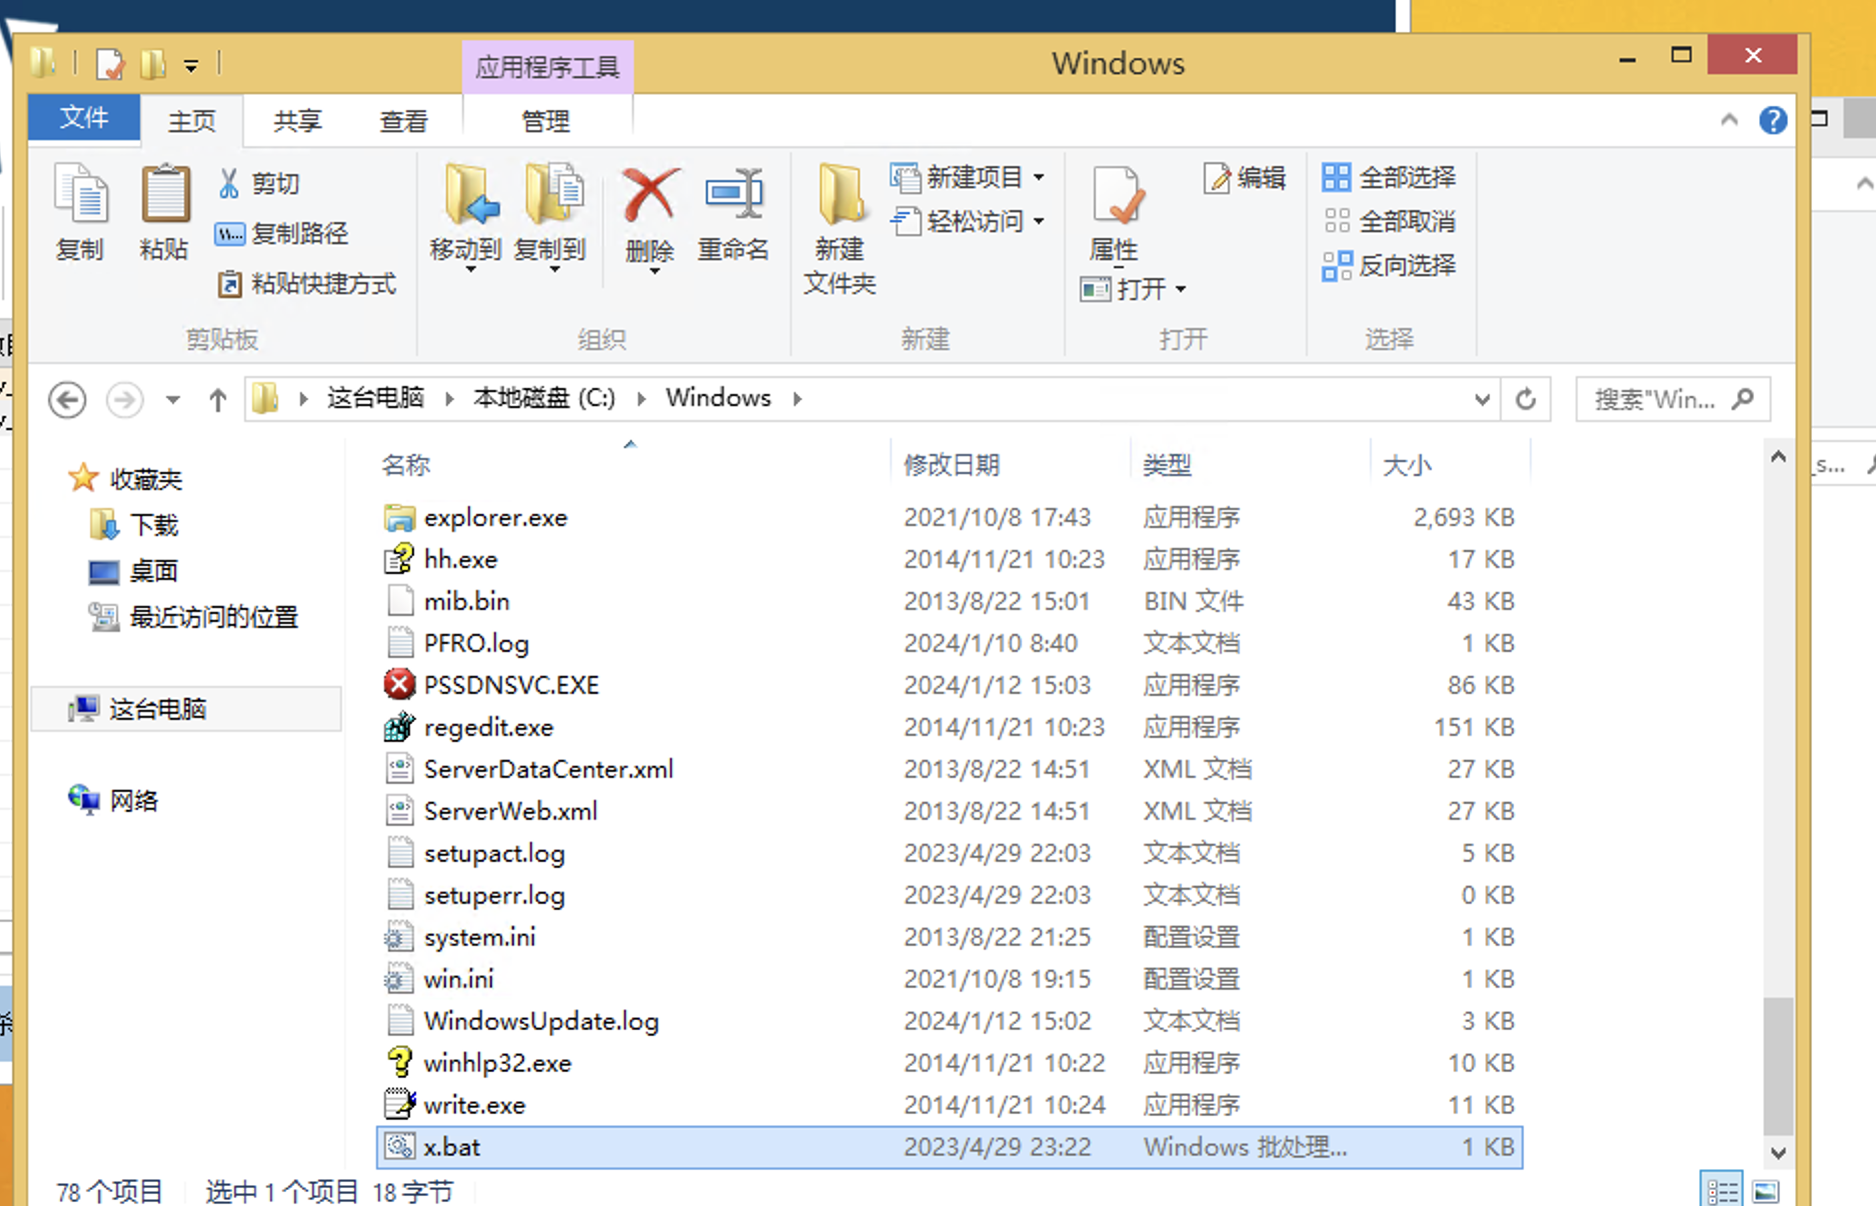 应用程序工具
Windows
文件 主页 共享 查看 管理
复制
粘贴
剪切
复制路径
粘贴快捷方式
剪贴板
移动到
复制到
删除
重命名
组织
新建
文件夹
新建项目
轻松访问
新建
属性
打开
编辑
打开
全部选择
全部取消
反向选择
选择
这台电脑 本地磁盘 (C:) Windows
搜索"Win...
收藏夹
下载
桌面
最近访问的位置
这台电脑
网络
名称 修改日期 类型 大小
explorer.exe 2021/10/8 17:43 应用程序 2,693 KB
hh.exe 2014/11/21 10:23 应用程序 17 KB
mib.bin 2013/8/22 15:01 BIN 文件 43 KB
PFRO.log 2024/1/10 8:40 文本文档 1 KB
PSSDNSVC.EXE 2024/1/12 15:03 应用程序 86 KB
regedit.exe 2014/11/21 10:23 应用程序 151 KB
ServerDataCenter.xml 2013/8/22 14:51 XML 文档 27 KB
ServerWeb.xml 2013/8/22 14:51 XML 文档 27 KB
setupact.log 2023/4/29 22:03 文本文档 5 KB
setuperr.log 2023/4/29 22:03 文本文档 0 KB
system.ini 2013/8/22 21:25 配置设置 1 KB
win.ini 2021/10/8 19:15 配置设置 1 KB
WindowsUpdate.log 2024/1/12 15:02 文本文档 3 KB
winhlp32.exe 2014/11/21 10:22 应用程序 10 KB
write.exe 2014/11/21 10:24 应用程序 11 KB
x.bat 2023/4/29 23:22 Windows 批处理... 1 KB
78 个项目 选中 1 个项目 18 字节